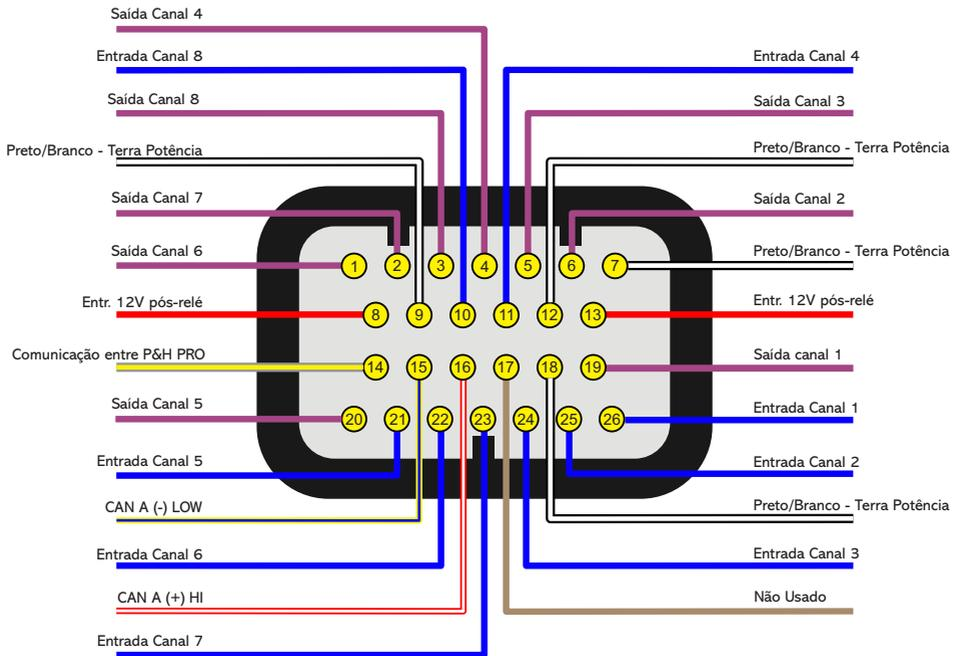 Saída Canal 4
Entrada Canal 8
Entrada Canal 4
Saída Canal 8
Saída Canal 3
Preto/Branco - Terra Potência
Preto/Branco - Terra Potência
Saída Canal 7
Saída Canal 2
Saída Canal 6
Preto/Branco - Terra Potência
1 2 3 4 5 6 7
Entr. 12V pós-relé
Entr. 12V pós-relé
8 9 10 11 12 13
Comunicação entre P&H PRO
Saída canal 1
14 15 16 17 18 19
Saída Canal 5
Entrada Canal 1
20 21 22 23 24 25 26
Entrada Canal 5
Entrada Canal 2
CAN A (-) LOW
Preto/Branco - Terra Potência
Entrada Canal 6
Entrada Canal 3
CAN A (+) HI
Não Usado
Entrada Canal 7